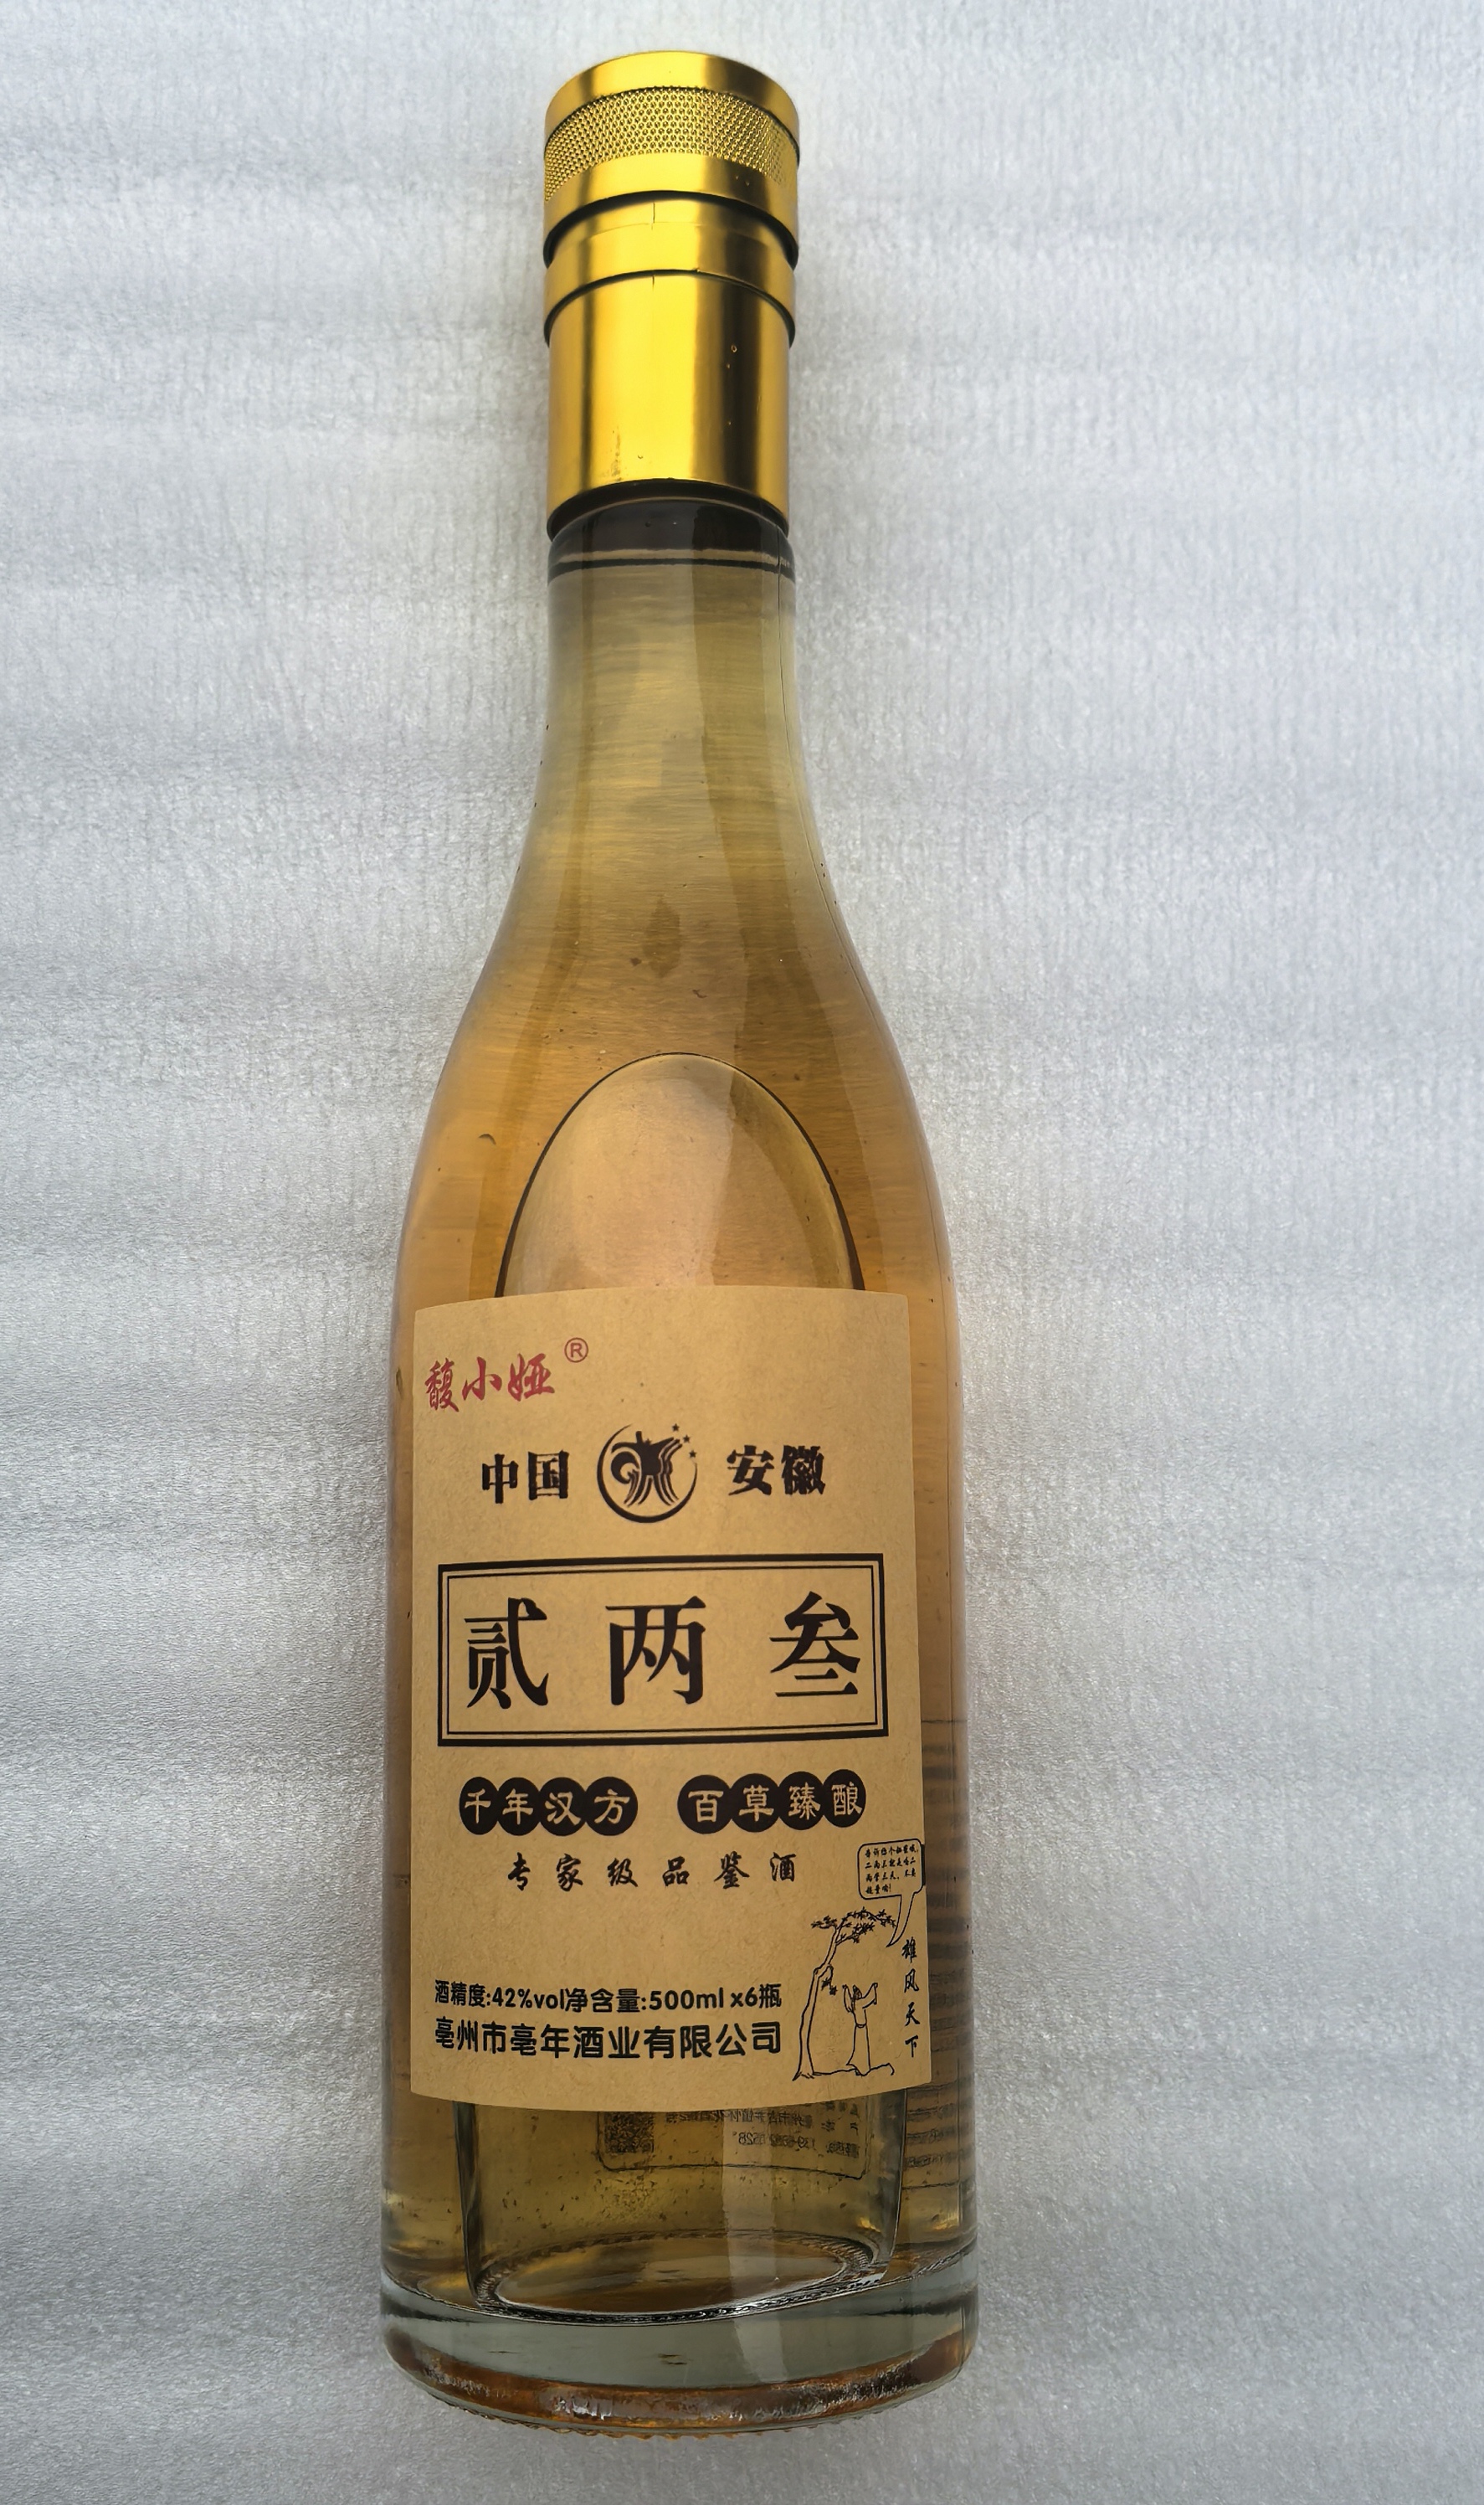 馥小娅®
中国 安徽
贰两叁
千年汉方 百草臻酿
专家级品鉴酒
酒精度:42%vol净含量:500ml x6瓶
亳州市亳年酒业有限公司
雄风天下